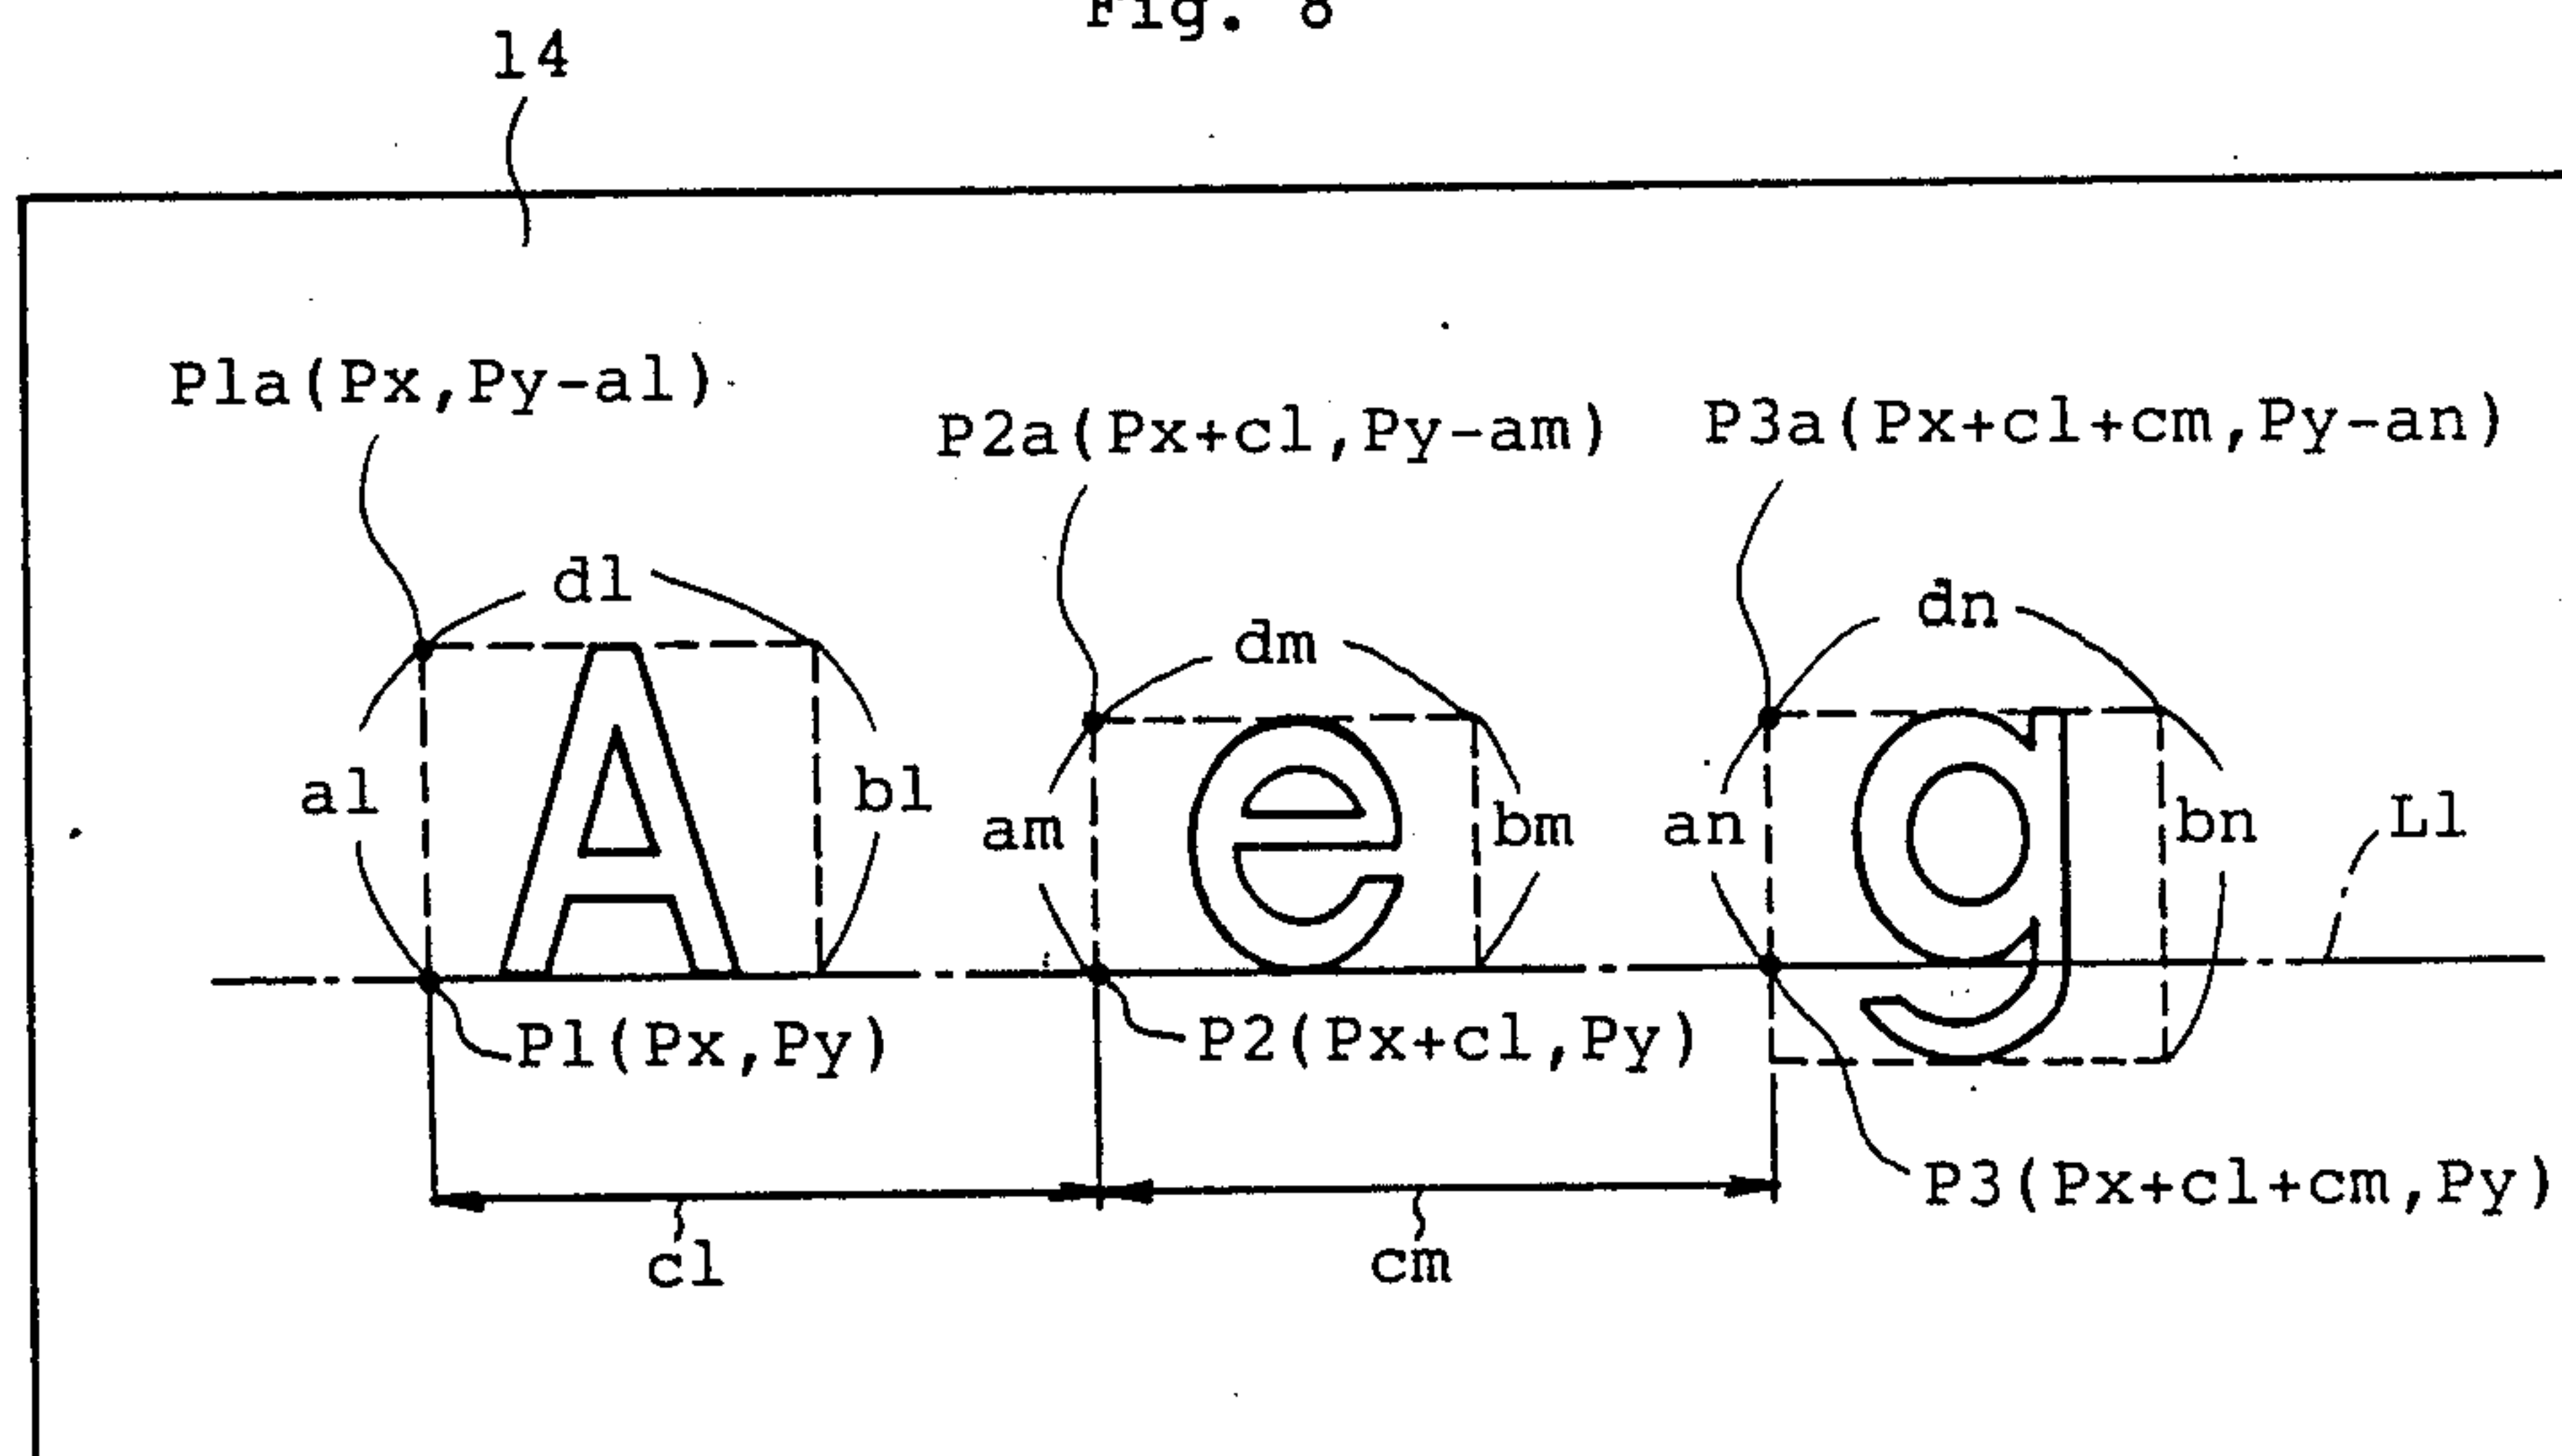 Fig. 8
14
P1a(Px,Py-a1)
P2a(Px+c1,Py-am)
P3a(Px+c1+cm,Py-an)
d1
dm
dn
a1
A
b1
am
e
bm
an
g
bn
L1
P1(Px,Py)
P2(Px+c1,Py)
P3(Px+c1+cm,Py)
c1
cm